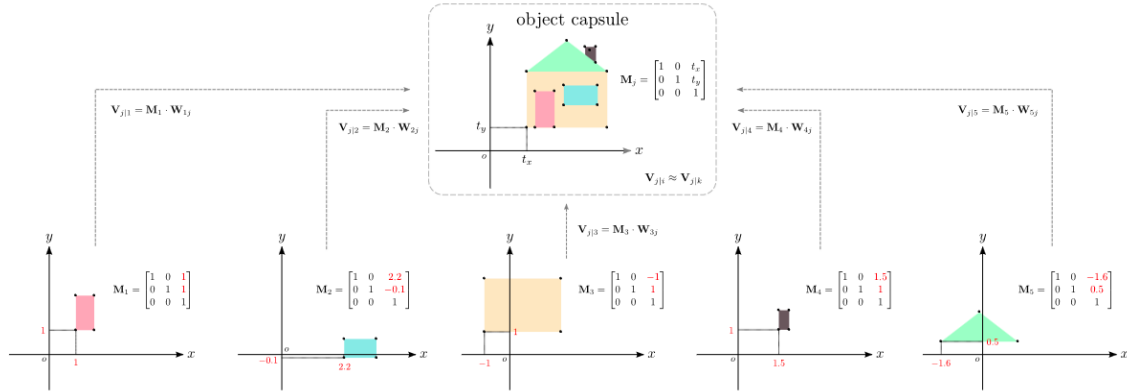 object capsule
y
M_j = [1 0 t_x; 0 1 t_y; 0 0 1]
t_y
o
t_x
x
V_{j|i} ≈ V_{j|k}
V_{j|1} = M_1 · W_{1j}
V_{j|2} = M_2 · W_{2j}
V_{j|3} = M_3 · W_{3j}
V_{j|4} = M_4 · W_{4j}
V_{j|5} = M_5 · W_{5j}
y
M_1 = [1 0 1; 0 1 1; 0 0 1]
1
o
1
x
y
M_2 = [1 0 2.2; 0 1 −0.1; 0 0 1]
o
−0.1
2.2
x
y
M_3 = [1 0 −1; 0 1 1; 0 0 1]
1
−1
o
x
y
M_4 = [1 0 1.5; 0 1 1; 0 0 1]
1
o
1.5
x
y
M_5 = [1 0 −1.6; 0 1 0.5; 0 0 1]
0.5
−1.6
o
x